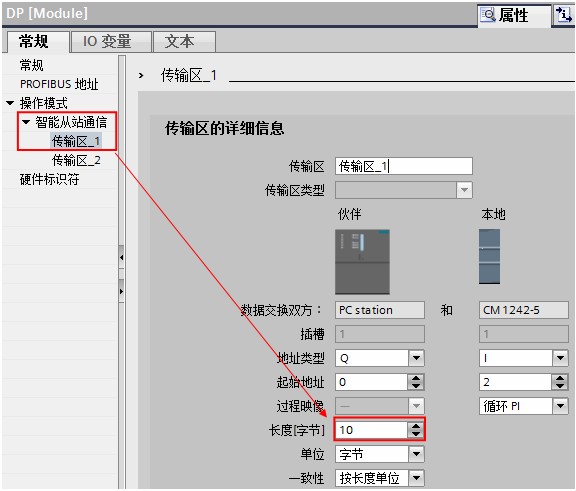 DP [Module]
属性
常规 IO 变量 文本
常规
PROFIBUS 地址
操作模式
智能从站通信
传输区_1
传输区_2
硬件标识符
传输区_1
传输区的详细信息
传输区 传输区_1
传输区类型
伙伴 本地
数据交换双方： PC station 和 CM 1242-5
插槽 1 1
地址类型 Q I
起始地址 0 2
过程映像 — 循环 PI
长度[字节] 10
单位 字节
一致性 按长度单位